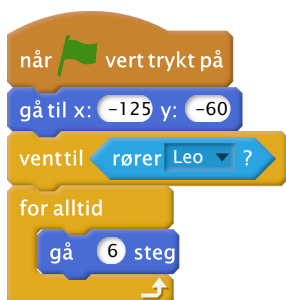 når vert trykt på
gå til x: -125 y: -60
vent til rører Leo ?
for alltid
gå 6 steg